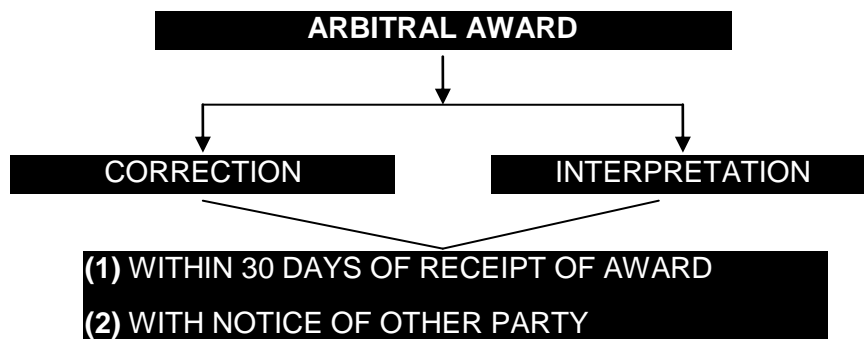 ARBITRAL AWARD
CORRECTION
INTERPRETATION
(1) WITHIN 30 DAYS OF RECEIPT OF AWARD
(2) WITH NOTICE OF OTHER PARTY